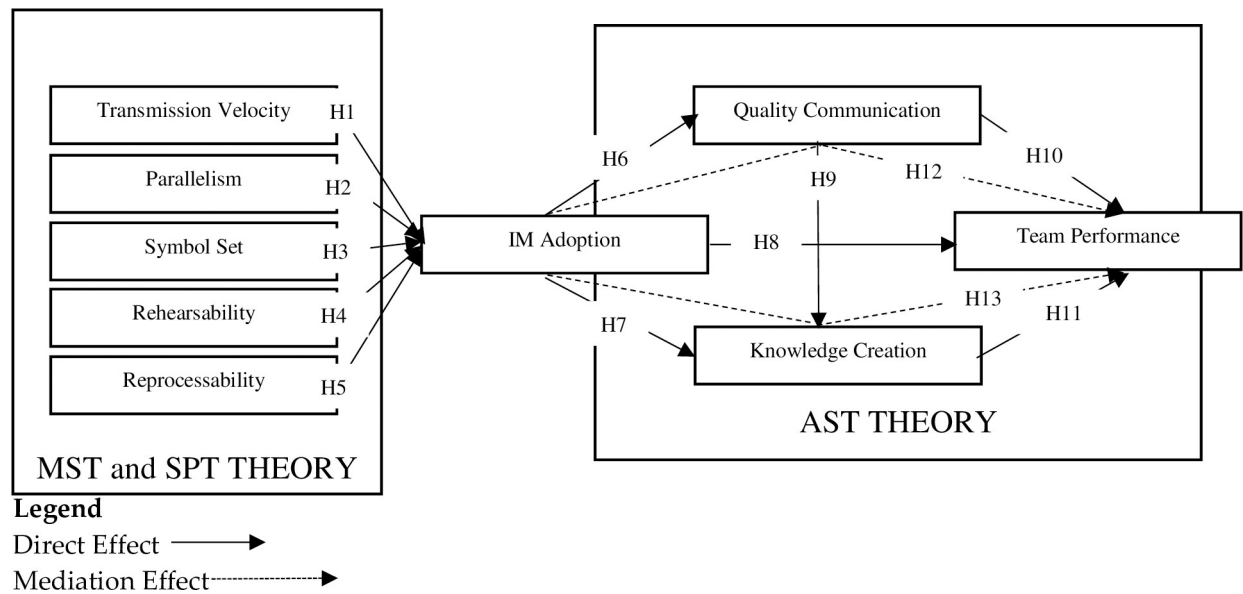 Transmission Velocity
H1
Parallelism
H2
Symbol Set
H3
Rehearsability
H4
Reprocessability
H5
MST and SPT THEORY
IM Adoption
H6
H7
H8
Quality Communication
H9
H12
H10
Team Performance
H13
H11
Knowledge Creation
AST THEORY
Legend
Direct Effect
Mediation Effect